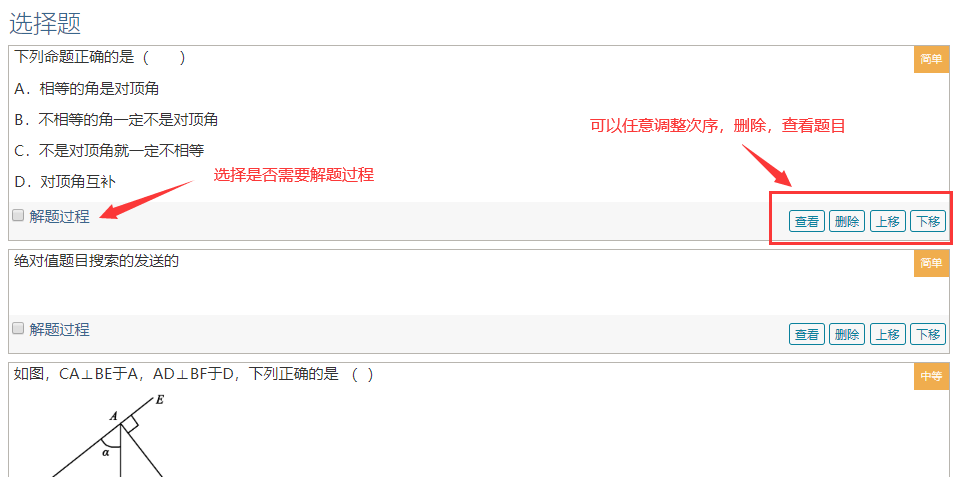 选择题
下列命题正确的是（　　）
简单
A．相等的角是对顶角
B．不相等的角一定不是对顶角
可以任意调整次序，删除，查看题目
C．不是对顶角就一定不相等
D．对顶角互补
选择是否需要解题过程
解题过程
查看 删除 上移 下移
绝对值题目搜索的发送的
简单
解题过程
查看 删除 上移 下移
如图，CA⊥BE于A，AD⊥BF于D，下列正确的是 （ ）
中等
E
A
α